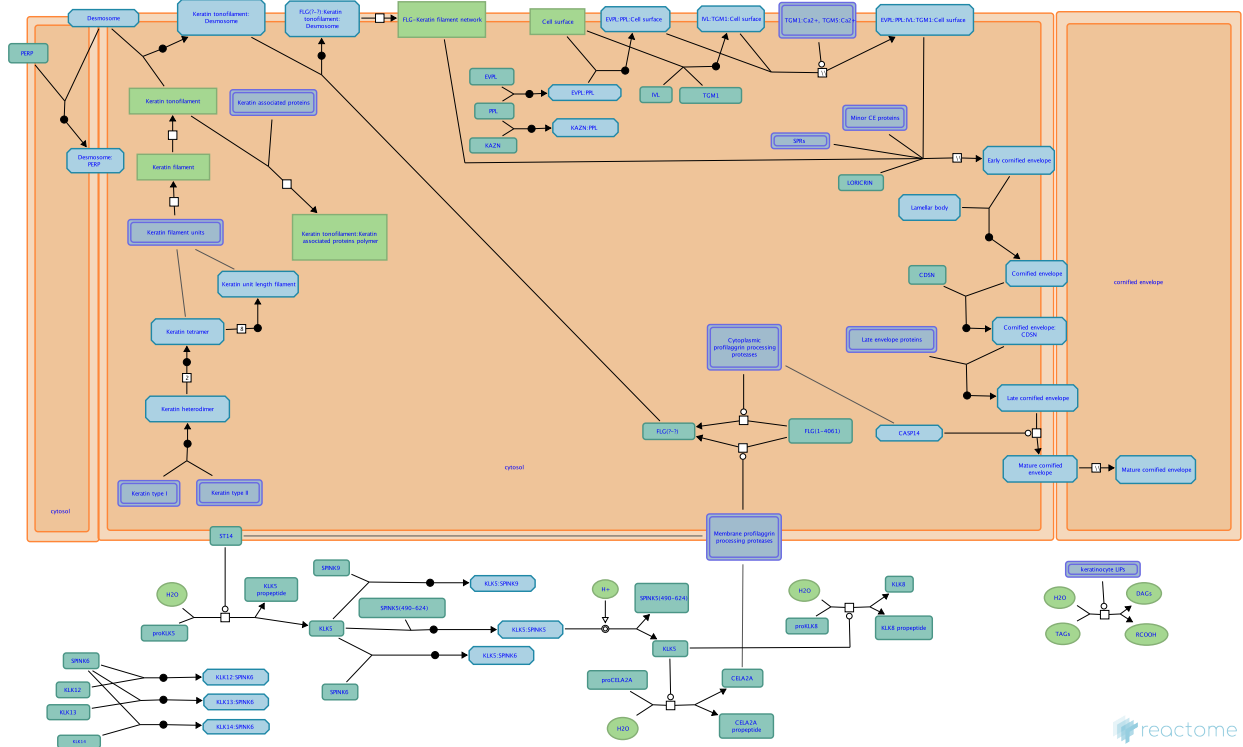 Desmosome
Keratin tonofilament:
Desmosome
FLG(?-?):Keratin
tonofilament:
Desmosome
FLG-Keratin filament network
Cell surface
EVPL:PPL:Cell surface
IVL:TGM1:Cell surface
TGM1:Ca2+, TGM5:Ca2+
EVPL:PPL:IVL:TGM1:Cell surface
PERP
EVPL
EVPL:PPL
IVL
TGM1
Keratin tonofilament
Keratin associated proteins
PPL
KAZN:PPL
KAZN
Minor CE proteins
SPRs
Desmosome:
PERP
Keratin filament
Early cornified envelope
LORICRIN
Lamellar body
Keratin filament units
Keratin tonofilament:Keratin
associated proteins polymer
Keratin unit length filament
CDSN
Cornified envelope
cornified envelope
Keratin tetramer
8
Cytoplasmic
profilaggrin processing
proteases
Late envelope proteins
Cornified envelope:
CDSN
2
Keratin heterodimer
Late cornified envelope
FLG(?-?)
FLG(1-4061)
CASP14
cytosol
Mature cornified
envelope
Mature cornified envelope
Keratin type I
Keratin type II
cytosol
ST14
Membrane profilaggrin
processing proteases
SPINK9
keratinocyte LIPs
H2O
KLK5
propeptide
KLK5:SPINK9
H+
SPINK5(490-624)
H2O
KLK8
H2O
DAGs
SPINK5(490-624)
proKLK5
KLK5
KLK5:SPINK5
proKLK8
KLK8 propeptide
TAGs
RCOOH
KLK5
KLK5:SPINK6
SPINK6
KLK12:SPINK6
proCELA2A
CELA2A
KLK12
SPINK6
KLK13
KLK13:SPINK6
H2O
CELA2A
propeptide
KLK14:SPINK6
KLK14
reactome